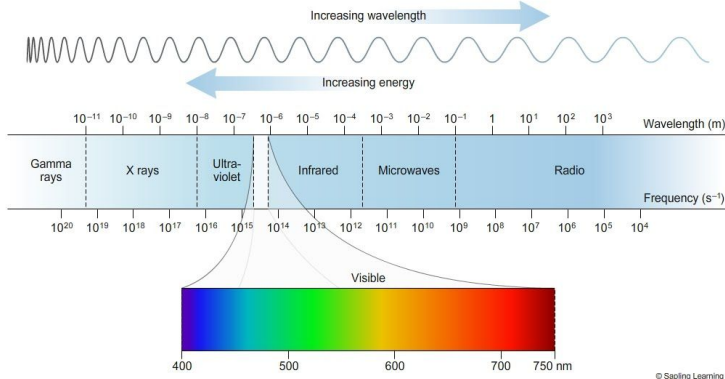 Increasing wavelength
Increasing energy
10⁻¹¹ 10⁻¹⁰ 10⁻⁹ 10⁻⁸ 10⁻⁷ 10⁻⁶ 10⁻⁵ 10⁻⁴ 10⁻³ 10⁻² 10⁻¹ 1 10¹ 10² 10³ Wavelength (m)
Gamma rays
X rays
Ultra-
violet
Infrared
Microwaves
Radio
Frequency (s⁻¹)
10²⁰ 10¹⁹ 10¹⁸ 10¹⁷ 10¹⁶ 10¹⁵ 10¹⁴ 10¹³ 10¹² 10¹¹ 10¹⁰ 10⁹ 10⁸ 10⁷ 10⁶ 10⁵ 10⁴
Visible
400 500 600 700 750 nm
© Sapling Learning